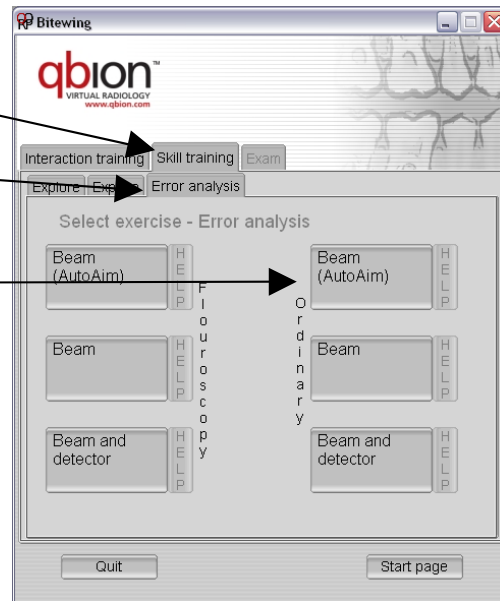 Bitewing
qbion™
VIRTUAL RADIOLOGY
www.qbion.com
Interaction training Skill training Exam
Explore Error analysis
Select exercise - Error analysis
Beam
(AutoAim)
HELP
Beam
HELP
Beam and
detector
HELP
Flouroscopy
Ordinary
Beam
(AutoAim)
HELP
Beam
HELP
Beam and
detector
HELP
Quit
Start page